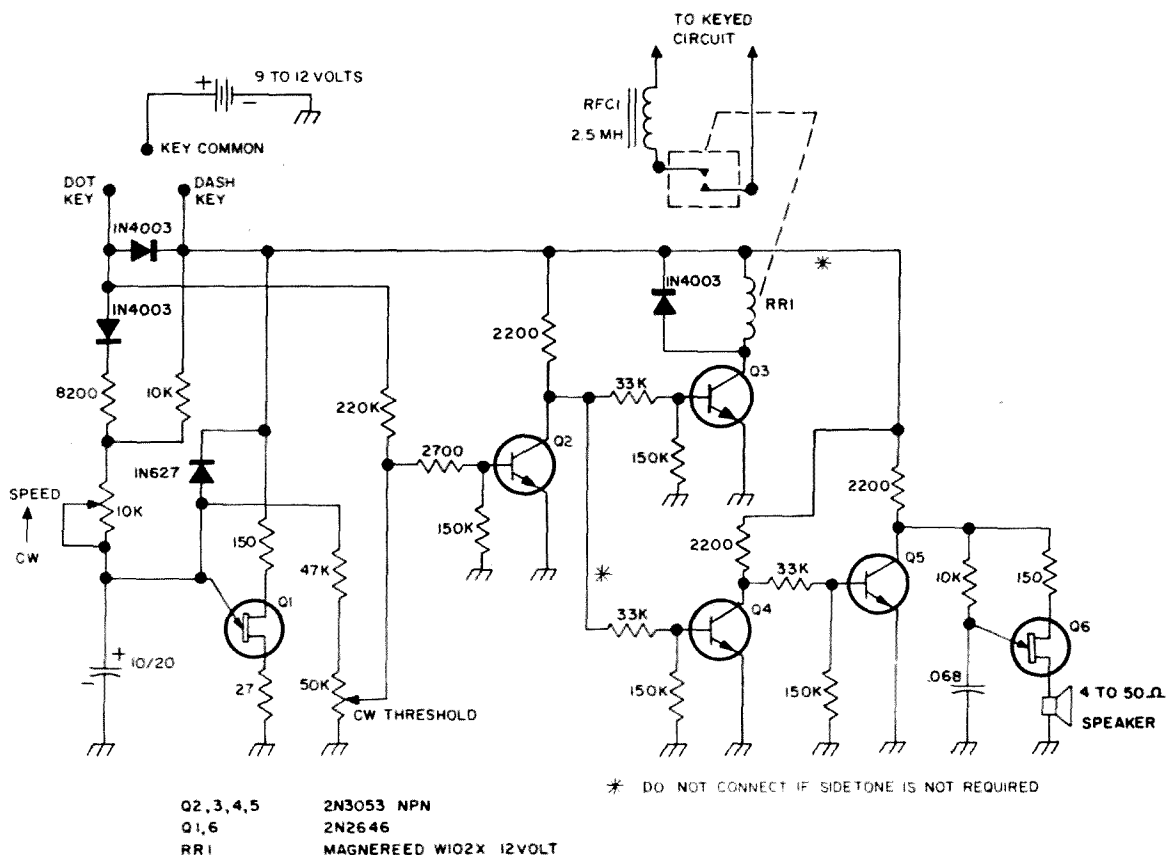 TO KEYED
CIRCUIT
+ 9 TO 12 VOLTS
-
RFC1
2.5 MH
KEY COMMON
DOT
KEY
DASH
KEY
1N4003
*
1N4003
1N4003
RR1
2200
8200
10K
220K
33K
Q3
2700
Q2
1N627
150K
SPEED
10K
2200
CW
150K
150
2200
47K
*
33K
Q5
10K
150
Q1
33K
Q4
Q6
+ 10/20
-
50K
27
150K
150K
.068
4 TO 50Ω
SPEAKER
CW THRESHOLD
* DO NOT CONNECT IF SIDETONE IS NOT REQUIRED
Q2,3,4,5 2N3053 NPN
Q1,6 2N2646
RR1 MAGNEREED W102X 12VOLT